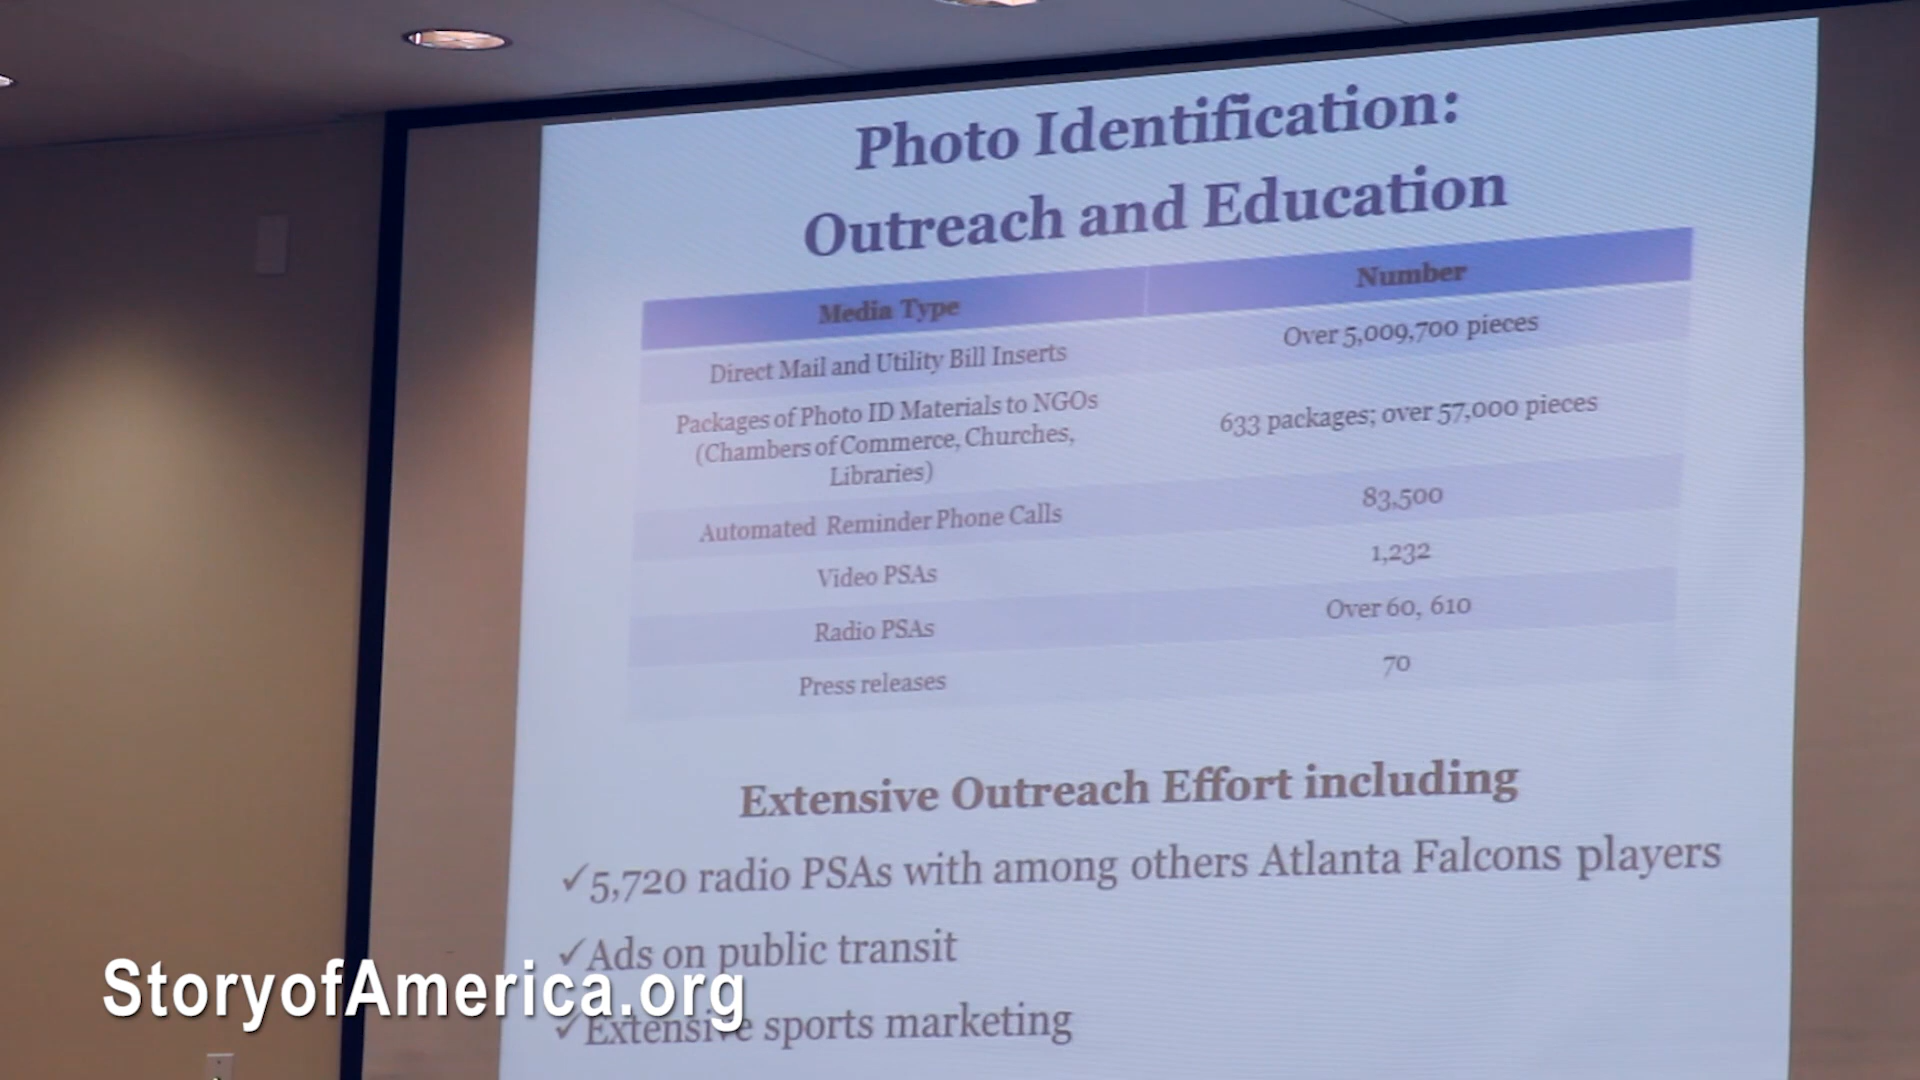 Photo Identification:
Outreach and Education
Media Type Number
Direct Mail and Utility Bill Inserts Over 5,009,700 pieces
Packages of Photo ID Materials to NGOs
(Chambers of Commerce, Churches,
Libraries)
633 packages; over 57,000 pieces
Automated Reminder Phone Calls 83,500
Video PSAs 1,232
Radio PSAs Over 60, 610
Press releases 70
Extensive Outreach Effort including
✓5,720 radio PSAs with among others Atlanta Falcons players
✓Ads on public transit
✓Extensive sports marketing
StoryofAmerica.org